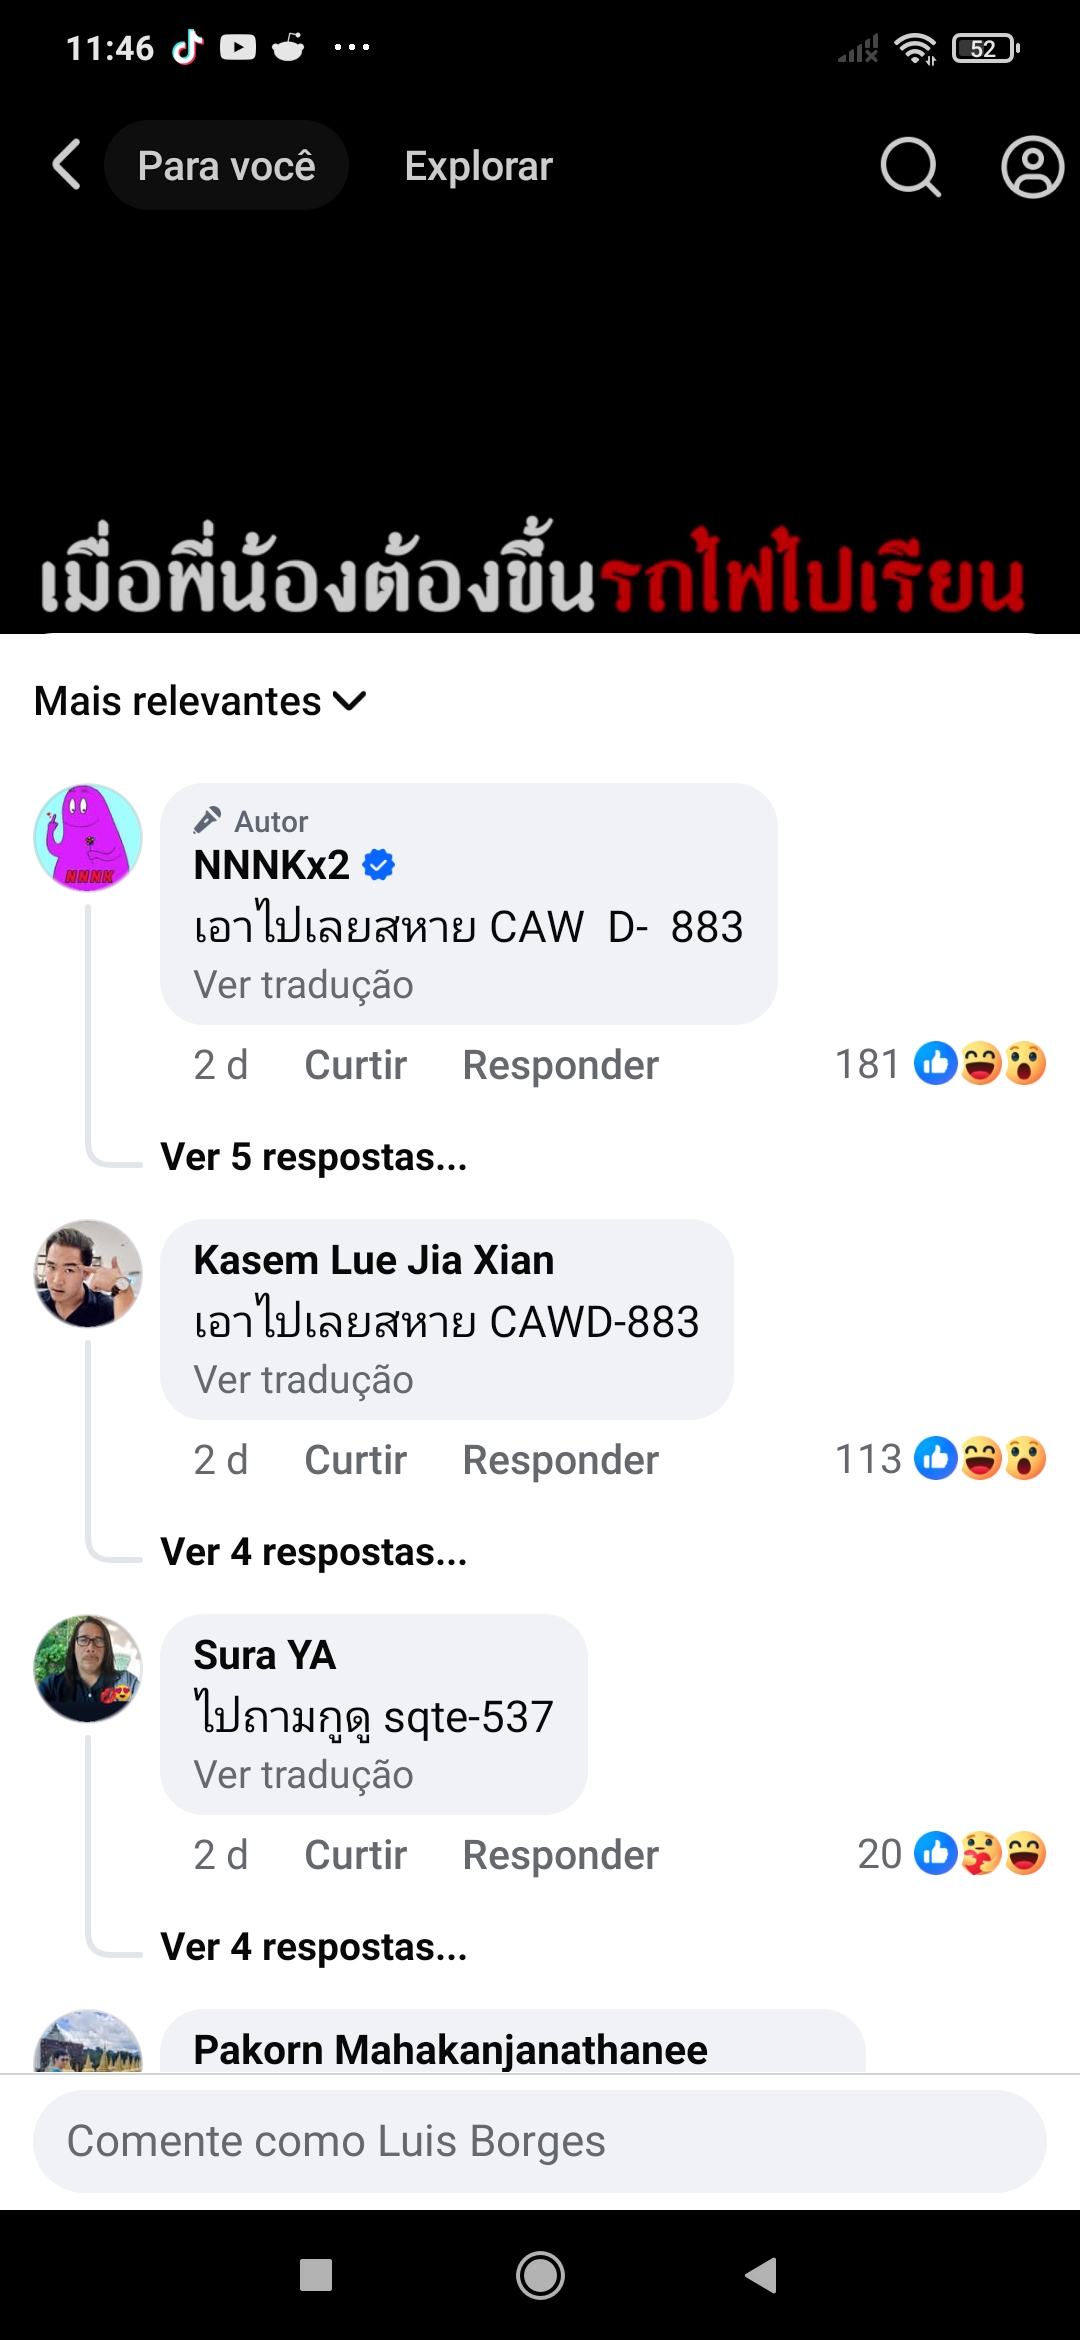 11:46
52
Para você Explorar
เมื่อพี่น้องต้องขึ้นรถไฟไปเรียน
Mais relevantes
Autor
NNNKx2
เอาไปเลยสหาย CAW D- 883
Ver tradução
2 d Curtir Responder 181
Ver 5 respostas...
Kasem Lue Jia Xian
เอาไปเลยสหาย CAWD-883
Ver tradução
2 d Curtir Responder 113
Ver 4 respostas...
Sura YA
ไปถามกูดู sqte-537
Ver tradução
2 d Curtir Responder 20
Ver 4 respostas...
Pakorn Mahakanjanathanee
Comente como Luis Borges
NNNK